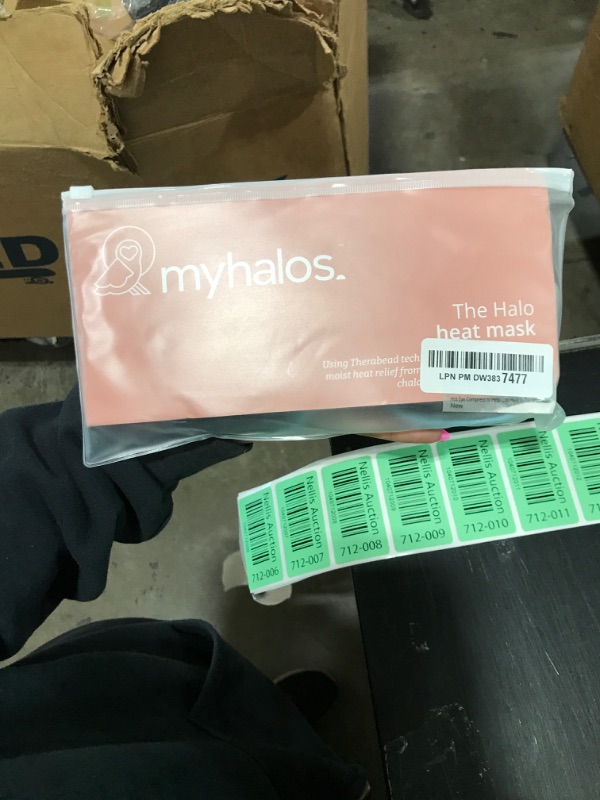 D
myhalos.
The Halo
heat mask
Using Therabead tech
moist heat relief from
chala
LPN PM DW383 7477
New
Nellis Auction
712-006
Nellis Auction
712-007
Nellis Auction
712-008
Nellis Auction
712-009
Nellis Auction
712-010
Nellis Auction
712-011
71